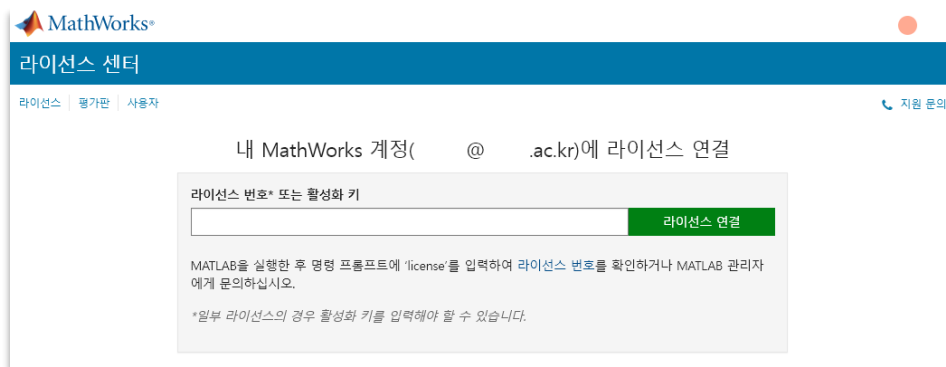 MathWorks®
라이선스 센터
라이선스 평가판 사용자
지원 문의
내 MathWorks 계정( @ .ac.kr)에 라이선스 연결
라이선스 번호* 또는 활성화 키
라이선스 연결
MATLAB을 실행한 후 명령 프롬프트에 'license'를 입력하여 라이선스 번호를 확인하거나 MATLAB 관리자
에게 문의하십시오.
*일부 라이선스의 경우 활성화 키를 입력해야 할 수 있습니다.